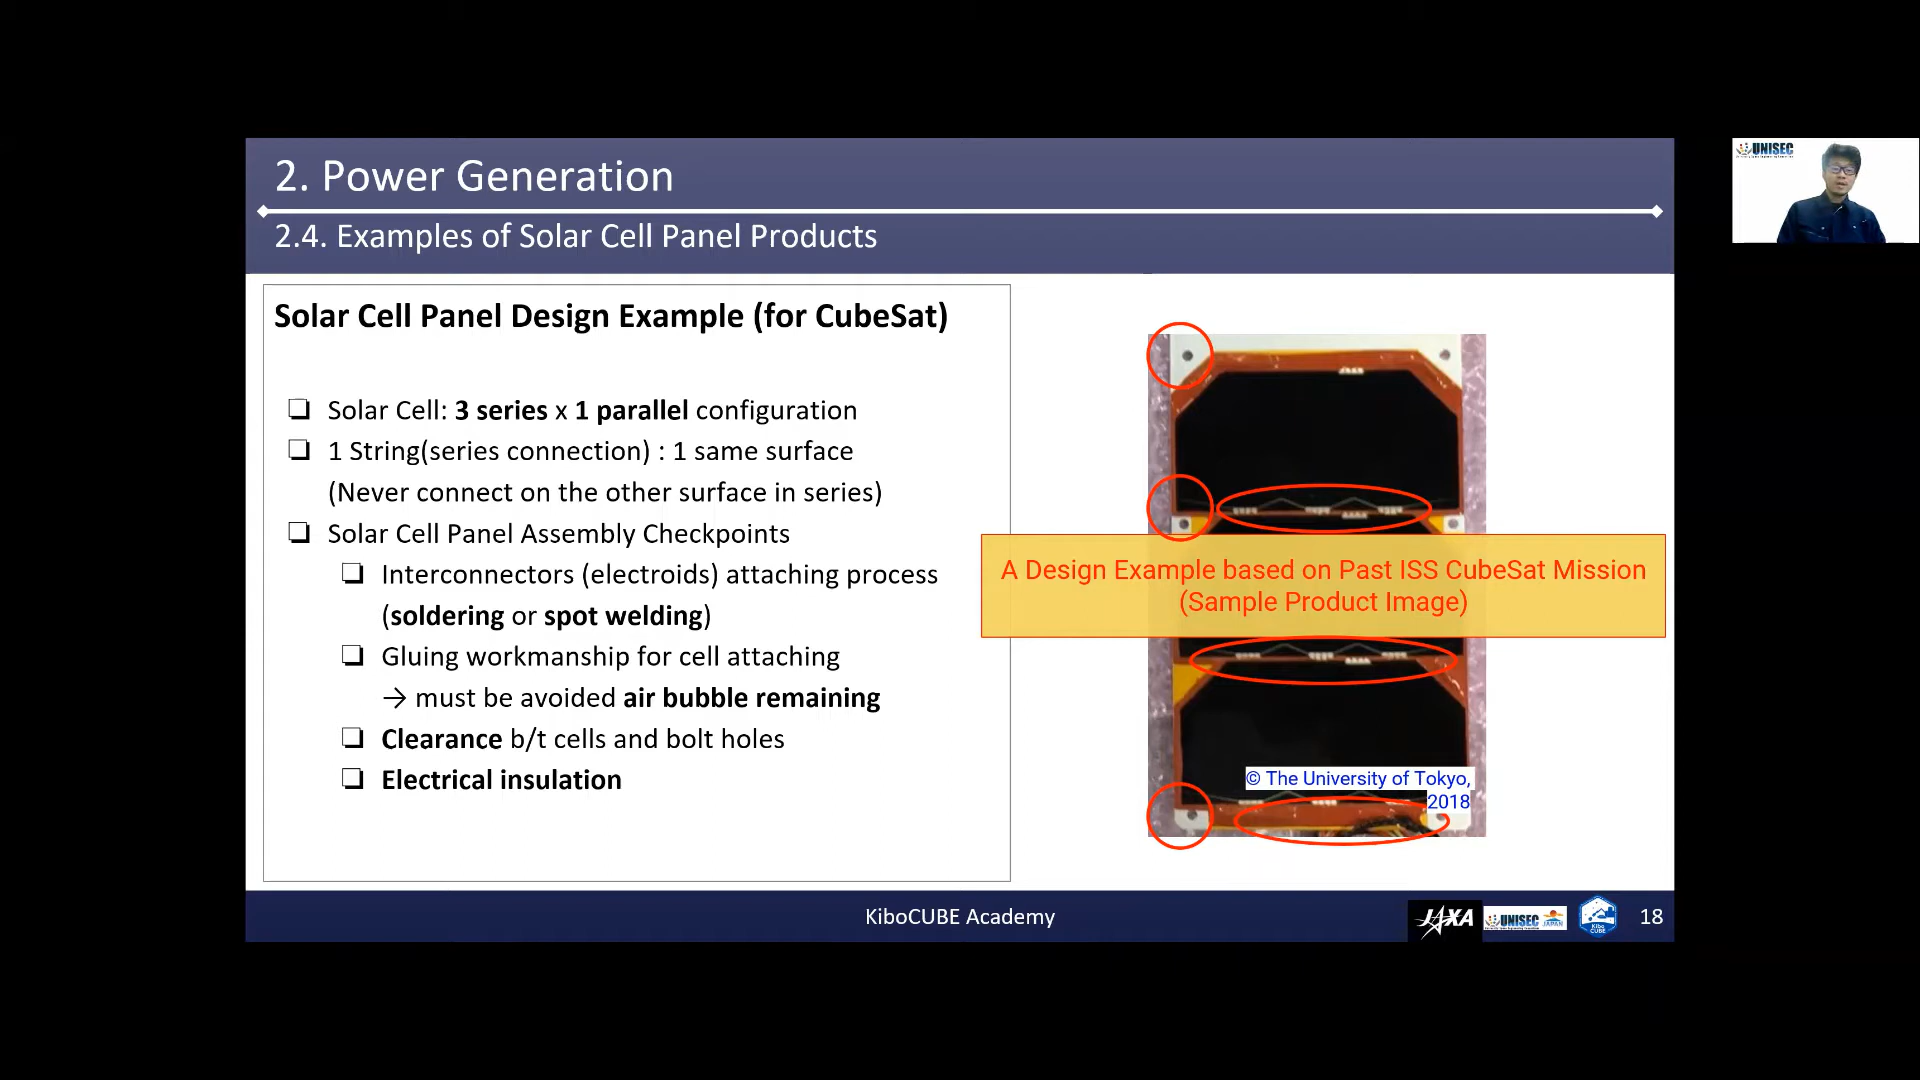 2. Power Generation
2.4. Examples of Solar Cell Panel Products
UNISEC
Solar Cell Panel Design Example (for CubeSat)
❑ Solar Cell: 3 series x 1 parallel configuration
❑ 1 String(series connection) : 1 same surface
(Never connect on the other surface in series)
❑ Solar Cell Panel Assembly Checkpoints
❑ Interconnectors (electroids) attaching process
(soldering or spot welding)
❑ Gluing workmanship for cell attaching
→ must be avoided air bubble remaining
❑ Clearance b/t cells and bolt holes
❑ Electrical insulation
A Design Example based on Past ISS CubeSat Mission
(Sample Product Image)
© The University of Tokyo,
2018
KiboCUBE Academy
JAXA
UNISEC
Kibo
CUBE
18